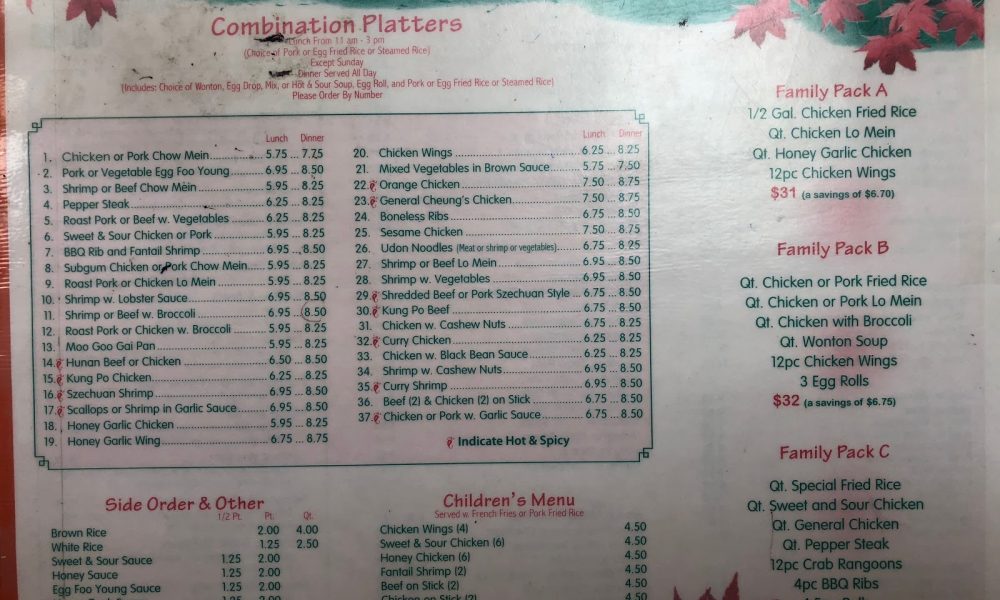 Combination Platters
Lunch From 11 am - 3 pm
(Choice of Pork or Egg Fried Rice or Steamed Rice)
Except Sunday
Dinner Served All Day
(Includes: Choice of Wonton, Egg Drop, Mix, or Hot & Sour Soup, Egg Roll, and Pork or Egg Fried Rice or Steamed Rice)
Please Order By Number
Lunch Dinner
1. Chicken or Pork Chow Mein 5.75 ... 7.75
2. Pork or Vegetable Egg Foo Young 6.95 ... 8.50
3. Shrimp or Beef Chow Mein 5.95 ... 8.25
4. Pepper Steak 6.25 ... 8.25
5. Roast Pork or Beef w. Vegetables 6.25 ... 8.25
6. Sweet & Sour Chicken or Pork 5.95 ... 8.25
7. BBQ Rib and Fantail Shrimp 6.95 ... 8.50
8. Subgum Chicken or Pork Chow Mein 5.95 ... 8.25
9. Roast Pork or Chicken Lo Mein 5.95 ... 8.25
10. Shrimp w. Lobster Sauce 6.95 ... 8.50
11. Shrimp or Beef w. Broccoli 6.95 ... 8.50
12. Roast Pork or Chicken w. Broccoli 5.95 ... 8.25
13. Moo Goo Gai Pan 5.95 ... 8.25
14. Hunan Beef or Chicken 6.50 ... 8.50
15. Kung Po Chicken 6.25 ... 8.25
16. Szechuan Shrimp 6.95 ... 8.50
17. Scallops or Shrimp in Garlic Sauce 6.95 ... 8.50
18. Honey Garlic Chicken 5.95 ... 8.25
19. Honey Garlic Wing 6.75 ... 8.75
Lunch Dinner
20. Chicken Wings 6.25 ... 8.25
21. Mixed Vegetables in Brown Sauce 5.75 ... 7.50
22. Orange Chicken 7.50 ... 8.75
23. General Cheung's Chicken 7.50 ... 8.75
24. Boneless Ribs 6.75 ... 8.50
25. Sesame Chicken 7.50 ... 8.75
26. Udon Noodles (Meat or shrimp or vegetables) 6.75 ... 8.25
27. Shrimp or Beef Lo Mein 6.95 ... 8.50
28. Shrimp w. Vegetables 6.95 ... 8.50
29. Shredded Beef or Pork Szechuan Style ... 6.75 ... 8.50
30. Kung Po Beef 6.75 ... 8.50
31. Chicken w. Cashew Nuts 6.25 ... 8.25
32. Curry Chicken 6.25 ... 8.25
33. Chicken w. Black Bean Sauce 6.25 ... 8.25
34. Shrimp w. Cashew Nuts 6.95 ... 8.50
35. Curry Shrimp 6.95 ... 8.50
36. Beef (2) & Chicken (2) on Stick 6.75 ... 8.50
37. Chicken or Pork w. Garlic Sauce 6.75 ... 8.50
Indicate Hot & Spicy
Side Order & Other
1/2 Pt. Pt. Qt.
Brown Rice 2.00 4.00
White Rice 1.25 2.50
Sweet & Sour Sauce 1.25 2.00
Honey Sauce 1.25 2.00
Egg Foo Young Sauce 1.25 2.00
Children's Menu
Served w. French Fries or Pork Fried Rice
Chicken Wings (4) 4.50
Sweet & Sour Chicken (6) 4.50
Honey Chicken (6) 4.50
Fantail Shrimp (2) 4.50
Beef on Stick (2) 4.50
Chicken on Stick (2) 4.50
Family Pack A
1/2 Gal. Chicken Fried Rice
Qt. Chicken Lo Mein
Qt. Honey Garlic Chicken
12pc Chicken Wings
$31 (a savings of $6.70)
Family Pack B
Qt. Chicken or Pork Fried Rice
Qt. Chicken or Pork Lo Mein
Qt. Chicken with Broccoli
Qt. Wonton Soup
12pc Chicken Wings
3 Egg Rolls
$32 (a savings of $6.75)
Family Pack C
Qt. Special Fried Rice
Qt. Sweet and Sour Chicken
Qt. General Chicken
Qt. Pepper Steak
12pc Crab Rangoons
4pc BBQ Ribs